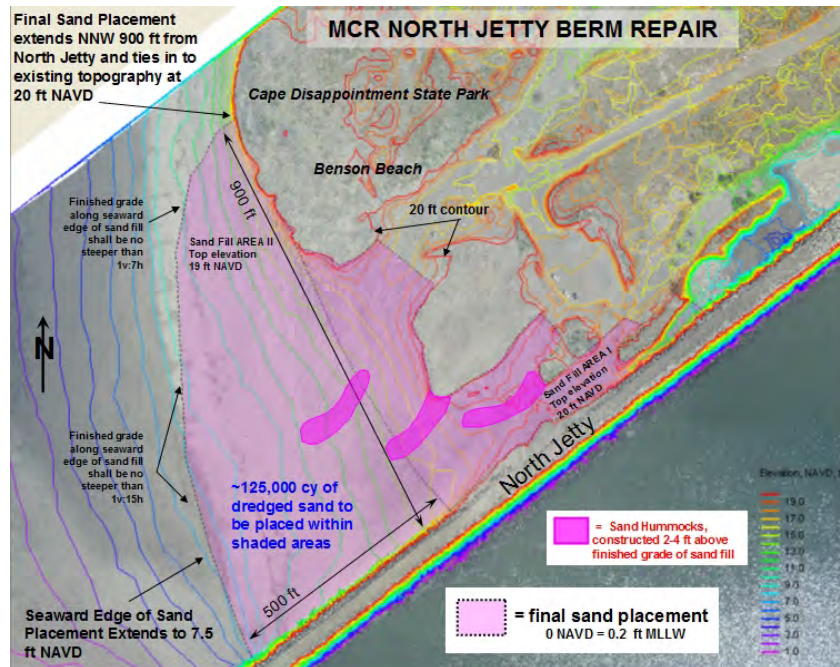 Final Sand Placement
extends NNW 900 ft from
North Jetty and ties in to
existing topography at
20 ft NAVD
MCR NORTH JETTY BERM REPAIR
Cape Disappointment State Park
Benson Beach
900 ft
20 ft contour
Finished grade
along seaward
edge of sand fill
shall be no
steeper than
1v:7h
Sand Fill AREA II
Top elevation
19 ft NAVD
N
Sand Fill AREA I
Top elevation
20 ft NAVD
North Jetty
Finished grade
along seaward
edge of sand fill
shall be no
steeper than
1v:15h
~125,000 cy of
dredged sand to
be placed within
shaded areas
500 ft
Elevation, NAVD,
19.0
17.0
15.0
13.0
11.0
9.0
7.0
5.0
3.0
1.0
= Sand Hummocks,
constructed 2-4 ft above
finished grade of sand fill
Seaward Edge of Sand
Placement Extends to 7.5
ft NAVD
= final sand placement
0 NAVD = 0.2 ft MLLW